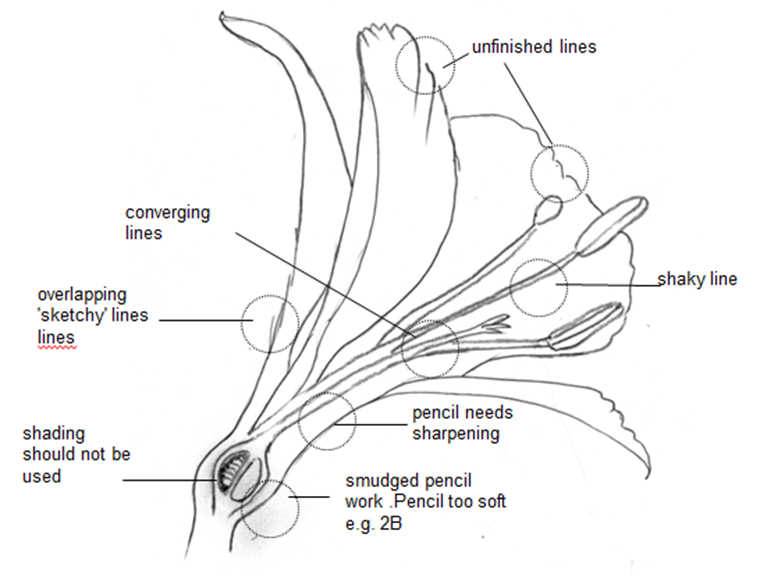 unfinished lines
converging
lines
shaky line
overlapping
'sketchy' lines
lines
pencil needs
sharpening
shading
should not be
used
smudged pencil
work .Pencil too soft
e.g. 2B